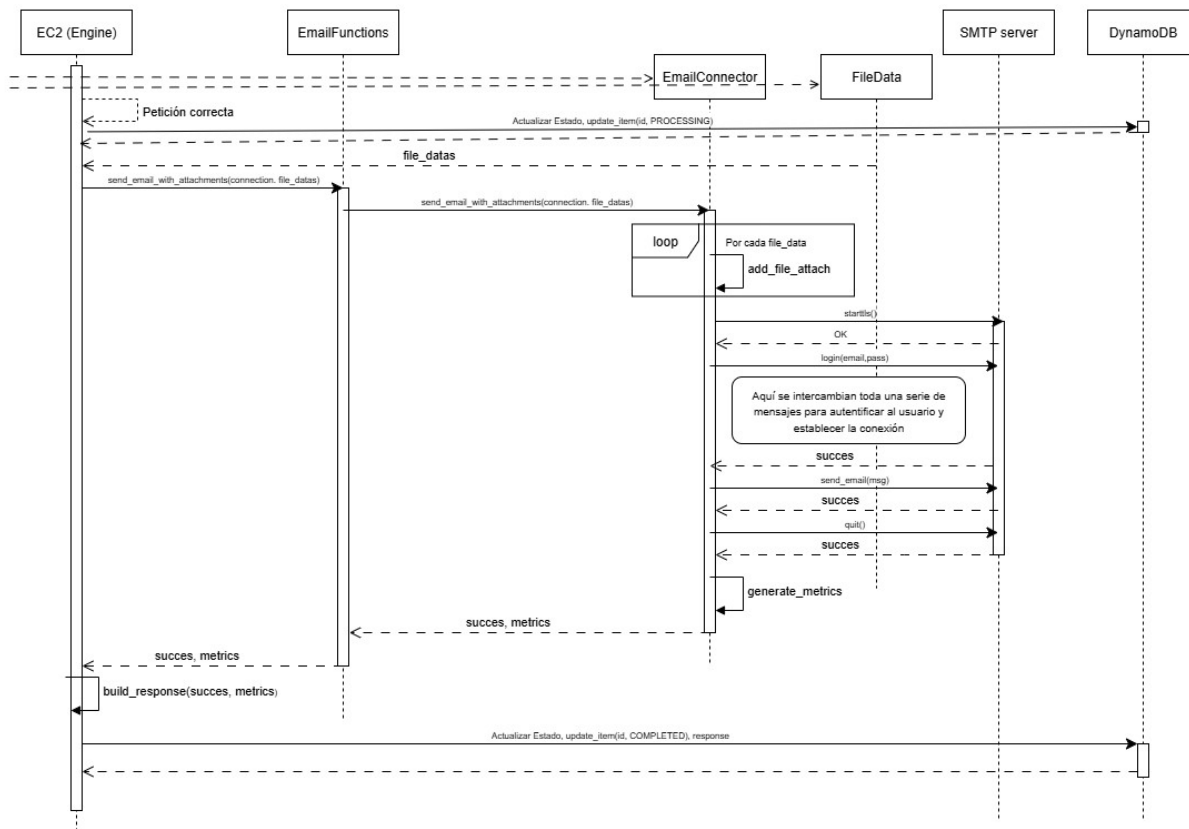 EC2 (Engine)
EmailFunctions
SMTP server
DynamoDB
EmailConnector
FileData
Petición correcta
Actualizar Estado, update_item(id, PROCESSING)
file_datas
send_email_with_attachments(connection. file_datas)
send_email_with_attachments(connection. file_datas)
loop
Por cada file_data
add_file_attach
starttls()
OK
login(email,pass)
Aquí se intercambian toda una serie de
mensajes para autentificar al usuario y
establecer la conexión
succes
send_email(msg)
succes
quit()
succes
generate_metrics
succes, metrics
succes, metrics
build_response(succes, metrics)
Actualizar Estado, update_item(id, COMPLETED), response